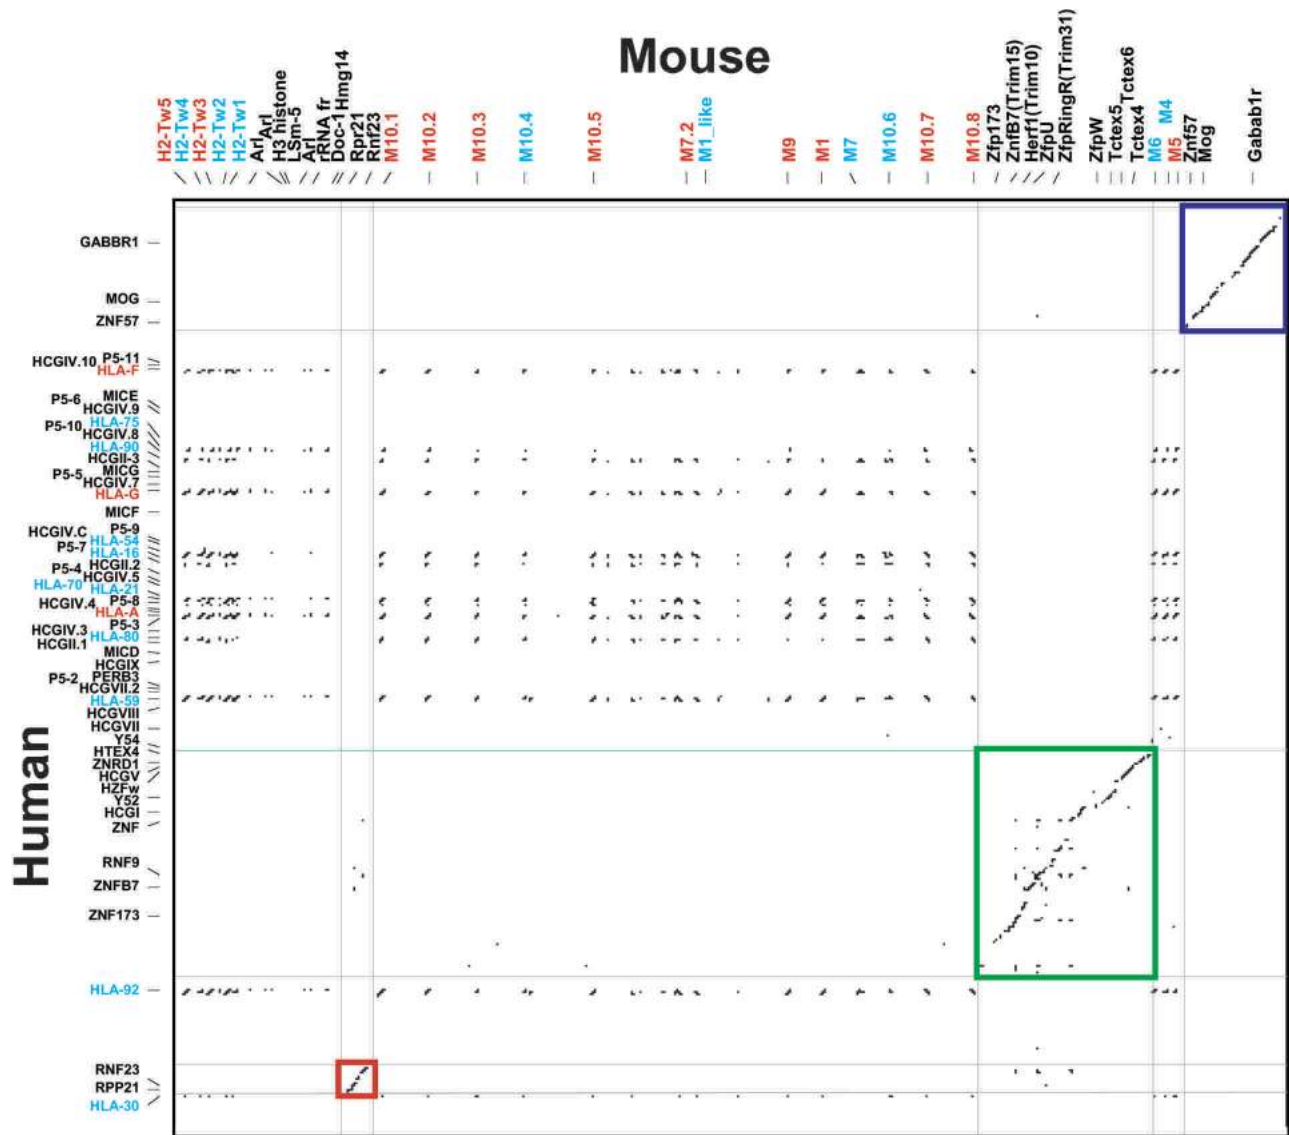 Mouse
H2-Tw5
H2-Tw4
H2-Tw3
H2-Tw2
H2-Tw1
Arl
Arl
H3 histone
LSm-5
Arl
rRNA fr
Doc-1
Hmg14
Rpr21
Rnf23
M10.1
M10.2
M10.3
M10.4
M10.5
M7.2
M1_like
M9
M1
M7
M10.6
M10.7
M10.8
Zfp173
ZnfB7(Trim15)
Herf1(Trim10)
ZfpU
ZfpRingR(Trim31)
ZfpW
Tctex5
Tctex6
Tctex4
M6
M4
M5
Znf57
Mog
Gabab1r
Human
GABBR1
MOG
ZNF57
HCGIV.10 P5-11
HLA-F
P5-6 MICE
HCGIV.9
HLA-75
P5-10 HCGIV.8
HLA-90
HCGII-3
P5-5 MICG
HCGIV.7
HLA-G
MICF
HCGIV.C P5-9
HLA-54
P5-7 HLA-16
HCGII.2
P5-4 HCGIV.5
HLA-70 HLA-21
HCGIV.4 P5-8
HLA-A
P5-3
HCGIV.3 HLA-80
HCGII.1
MICD
HCGIX
P5-2 PERB3
HCGVII.2
HLA-59
HCGVIII
HCGVII
Y54
HTEX4
ZNRD1
HCGV
HZFw
Y52
HCGI
ZNF
RNF9
ZNFB7
ZNF173
HLA-92
RNF23
RPP21
HLA-30